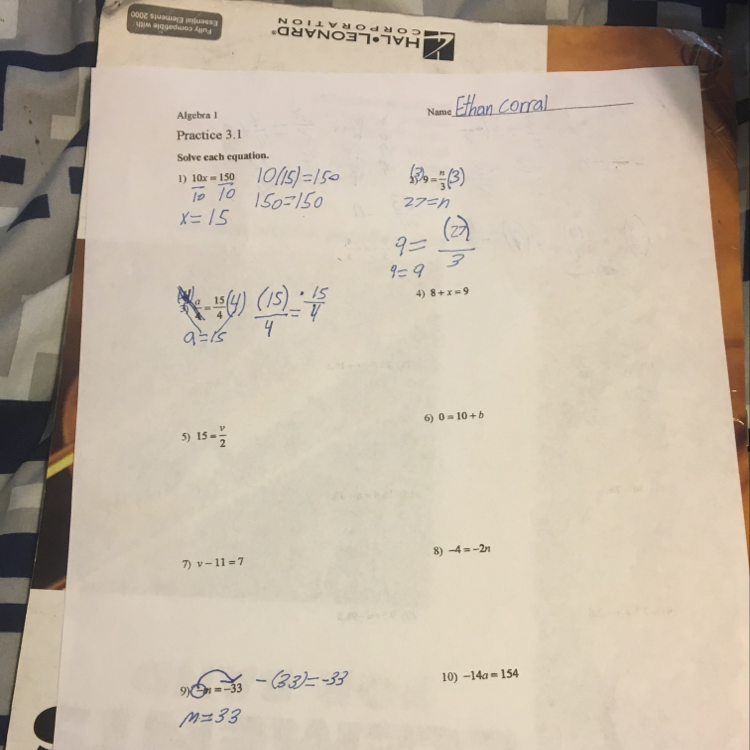 Fully compatible with
Essential Elements 2000
HAL•LEONARD®
CORPORATION
Algebra 1
Name Ethan Corral
Practice 3.1
Solve each equation.
1) 10x = 150
10 10
x = 15
10(15)=150
150=150
(3) 2) 9 = n/3 (3)
27=n
9 = (27)/3
9=9
3) a/4 = 15/4 (4)
a=15
(15)/4 = 15/4
4) 8 + x = 9
5) 15 = v/2
6) 0 = 10 + b
7) v − 11 = 7
8) −4 = −2n
9) = −33
-(33)=-33
m=33
10) −14a = 154